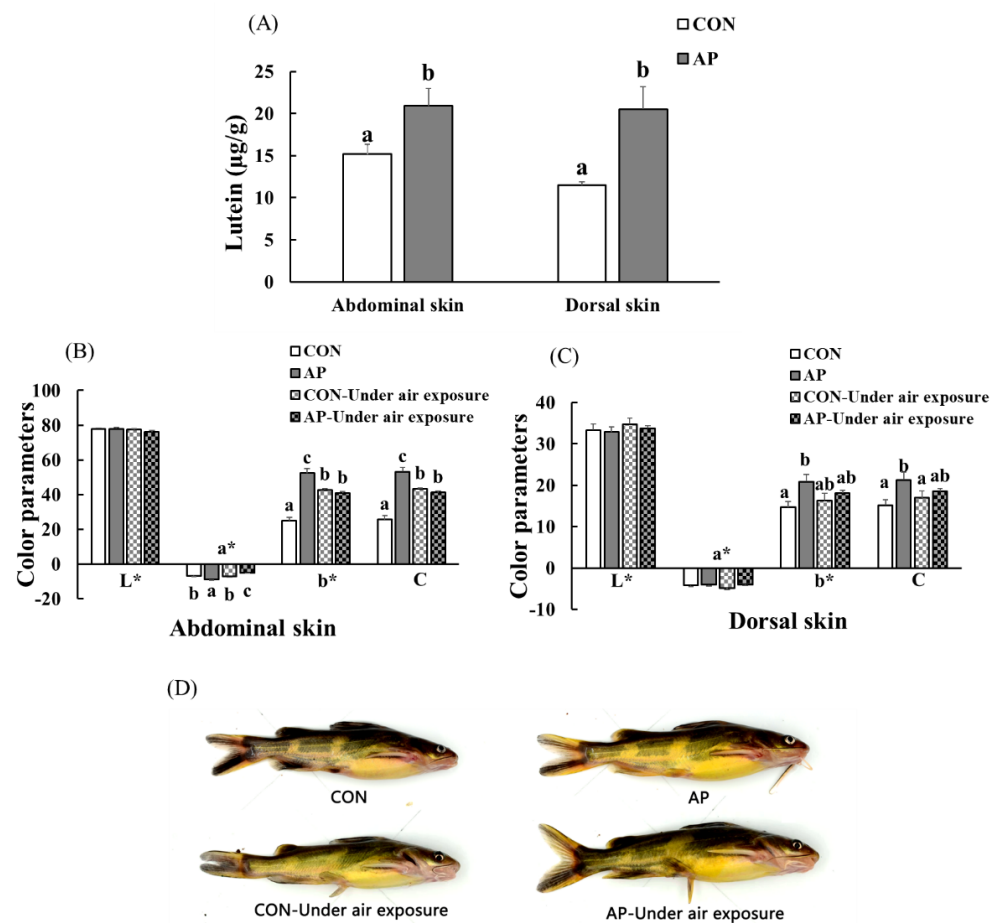 (A)
CON
AP
Lutein (µg/g)
25
20
15
10
5
0
a
b
a
b
Abdominal skin
Dorsal skin
(B)
CON
AP
CON-Under air exposure
AP-Under air exposure
Color parameters
100
80
60
40
20
0
-20
a*
b
a
b
c
a
c
b
b
a
c
b
b
L*
b*
C
Abdominal skin
(C)
CON
AP
CON-Under air exposure
AP-Under air exposure
Color parameters
40
30
20
10
0
-10
a*
a
b
ab
ab
a
b
a
ab
L*
b*
C
Dorsal skin
(D)
CON
AP
CON-Under air exposure
AP-Under air exposure